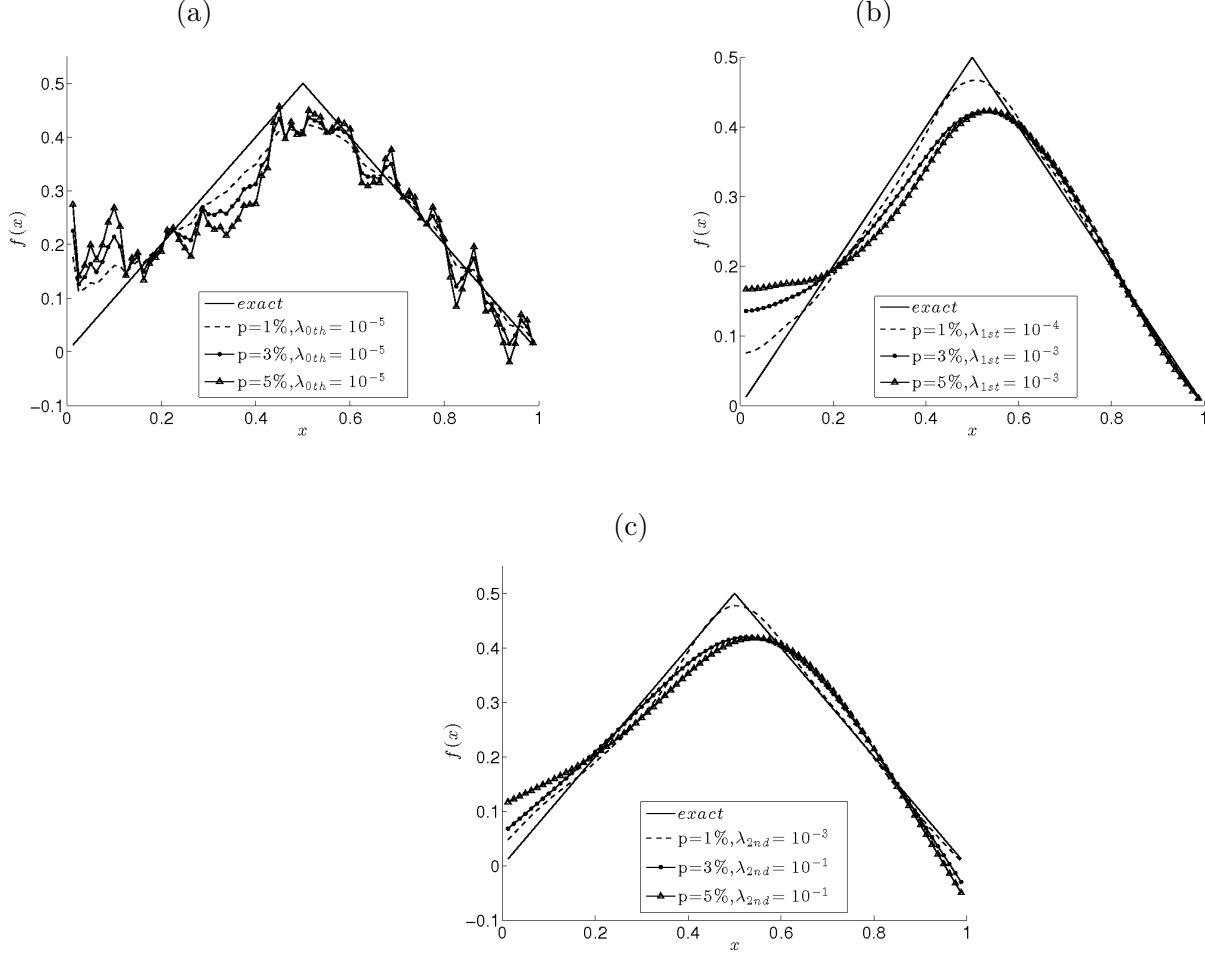 (a)
0.5
0.4
0.3
0.2
0.1
0
−0.1
f(x)
0 0.2 0.4 0.6 0.8 1
x
exact
p=1%,λ0th= 10−5
p=3%,λ0th= 10−5
p=5%,λ0th= 10−5
(b)
0.5
0.4
0.3
0.2
0.1
0
f(x)
0 0.2 0.4 0.6 0.8 1
x
exact
p=1%,λ1st= 10−4
p=3%,λ1st= 10−3
p=5%,λ1st= 10−3
(c)
0.5
0.4
0.3
0.2
0.1
0
−0.1
f(x)
0 0.2 0.4 0.6 0.8 1
x
exact
p=1%,λ2nd= 10−3
p=3%,λ2nd= 10−1
p=5%,λ2nd= 10−1